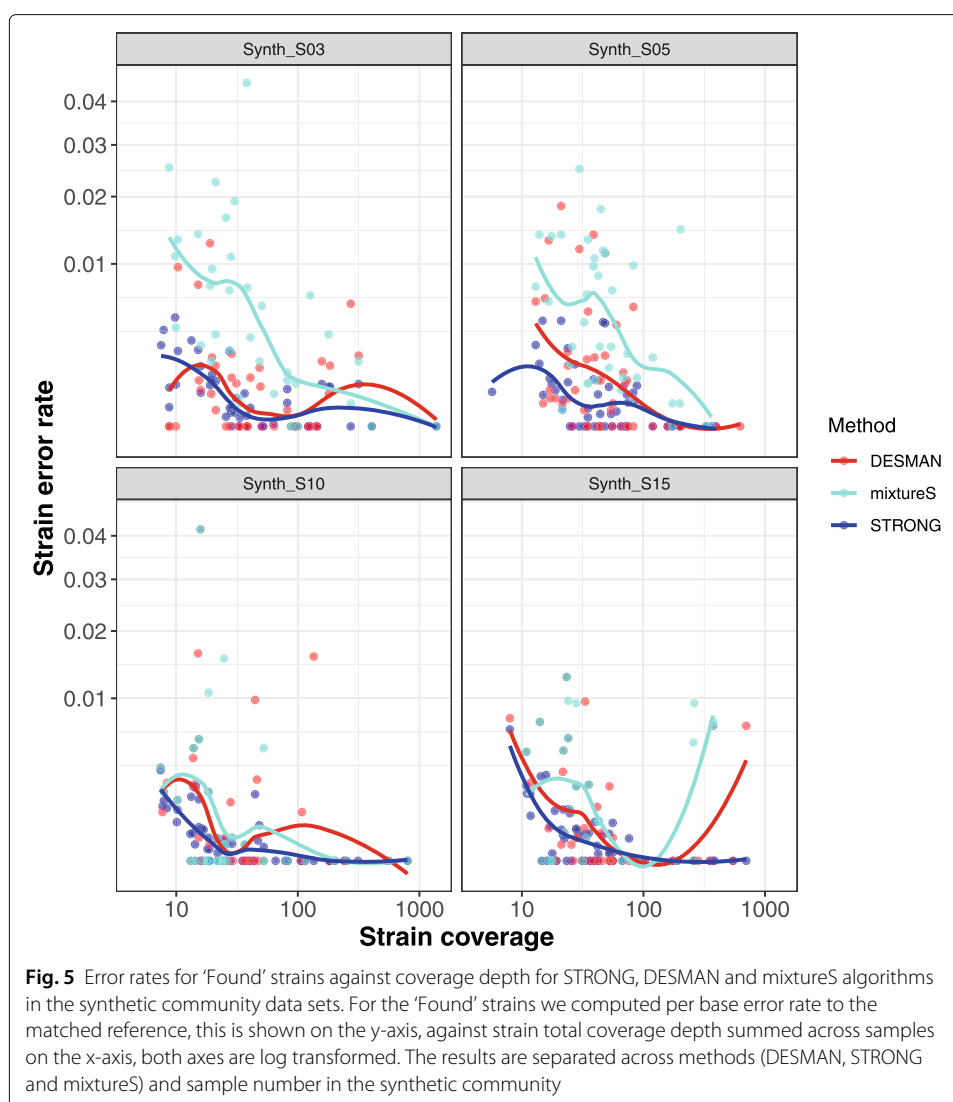 Synth_S03 Synth_S05
0.04
0.03
0.02
0.01
Strain error rate
Method
DESMAN
mixtureS
STRONG
Synth_S10 Synth_S15
0.04
0.03
0.02
0.01
10 100 1000 10 100 1000
Strain coverage
Fig. 5 Error rates for ‘Found’ strains against coverage depth for STRONG, DESMAN and mixtureS algorithms
in the synthetic community data sets. For the ‘Found’ strains we computed per base error rate to the
matched reference, this is shown on the y-axis, against strain total coverage depth summed across samples
on the x-axis, both axes are log transformed. The results are separated across methods (DESMAN, STRONG
and mixtureS) and sample number in the synthetic community